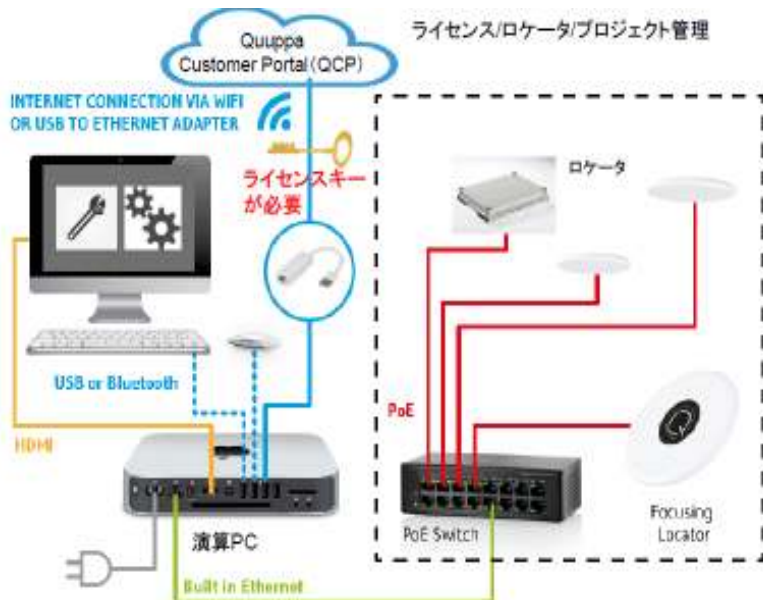 Quuppa
Customer Portal(QCP)
ライセンス/ロケータ/プロジェクト管理
INTERNET CONNECTION VIA WIFI
OR USB TO ETHERNET ADAPTER
ライセンスキー
が必要
ロケータ
USB or Bluetooth
HDMI
PoE
演算PC
PoE Switch
Focusing
Locator
Built in Ethernet